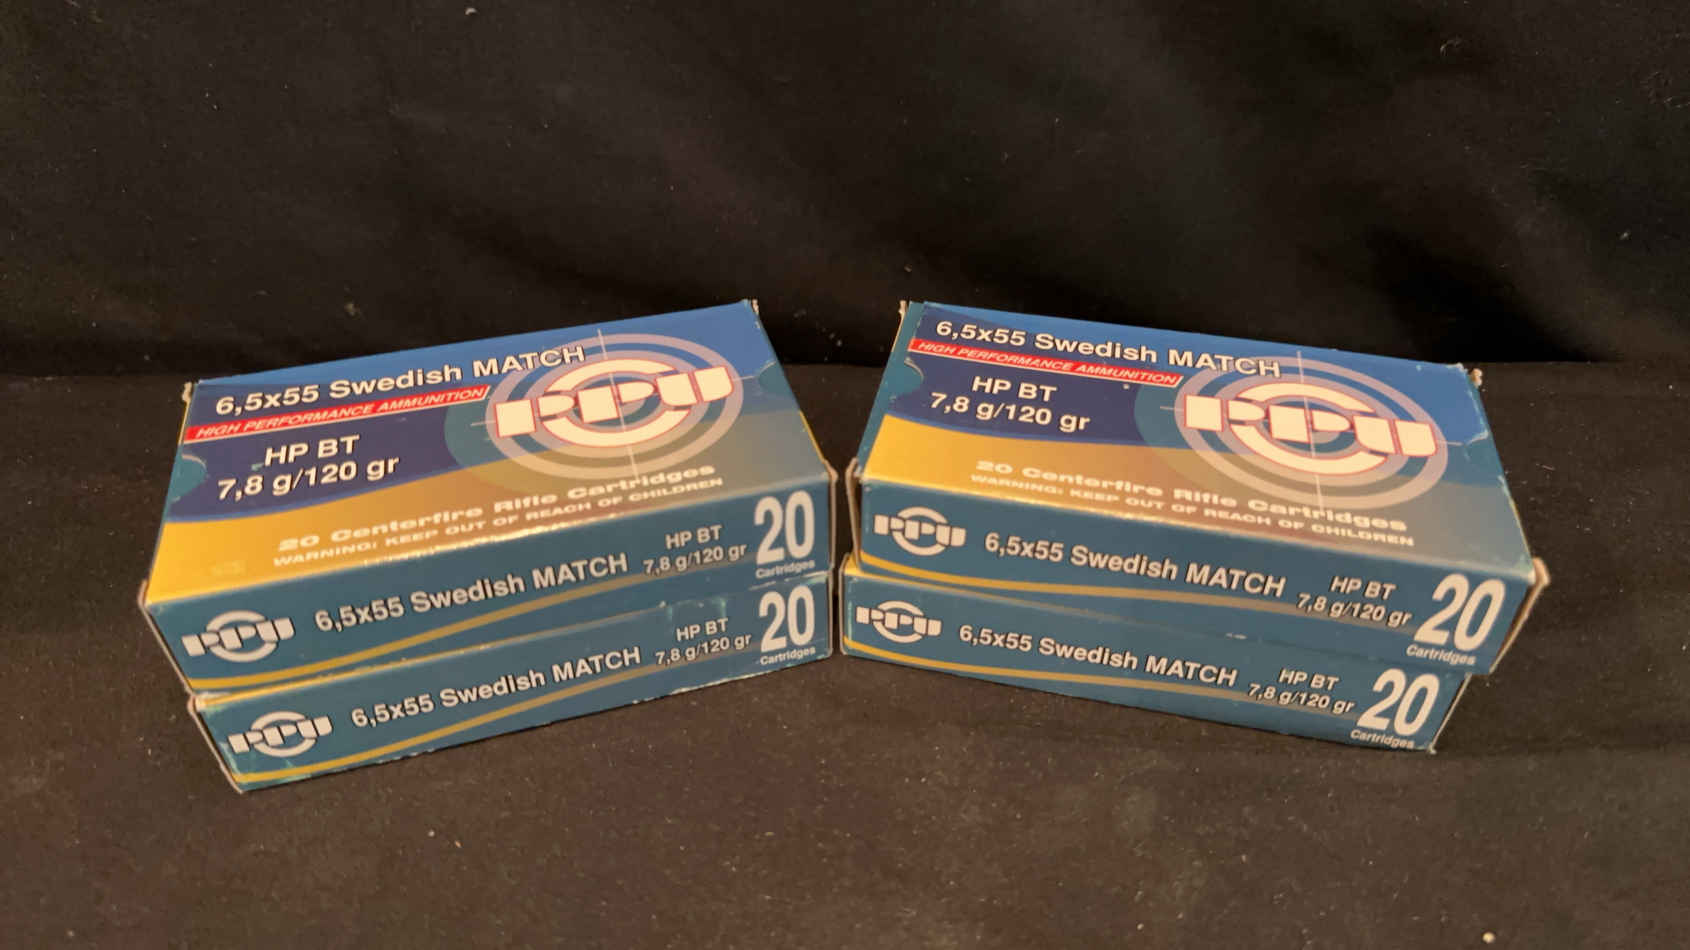 6,5x55 Swedish MATCH
HIGH PERFORMANCE AMMUNITION
HP BT
7,8 g/120 gr
PPU
20 Centerfire Rifle Cartridges
WARNING: KEEP OUT OF REACH OF CHILDREN
PPU 6,5x55 Swedish MATCH HP BT 7,8 g/120 gr 20 Cartridges
PPU 6,5x55 Swedish MATCH HP BT 7,8 g/120 gr 20 Cartridges
6,5x55 Swedish MATCH
HIGH PERFORMANCE AMMUNITION
HP BT
7,8 g/120 gr
PPU
20 Centerfire Rifle Cartridges
WARNING: KEEP OUT OF REACH OF CHILDREN
PPU 6,5x55 Swedish MATCH HP BT 7,8 g/120 gr 20 Cartridges
PPU 6,5x55 Swedish MATCH HP BT 7,8 g/120 gr 20 Cartridges